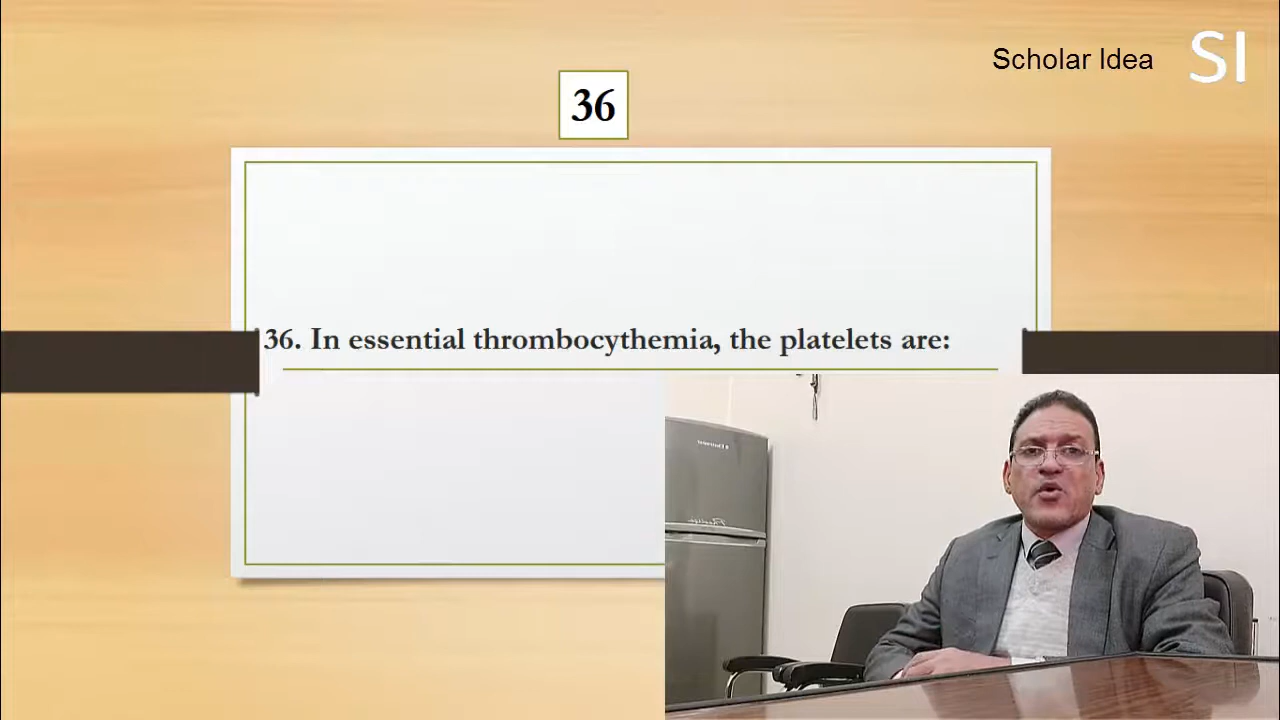 Scholar Idea SI
36
36. In essential thrombocythemia, the platelets are: